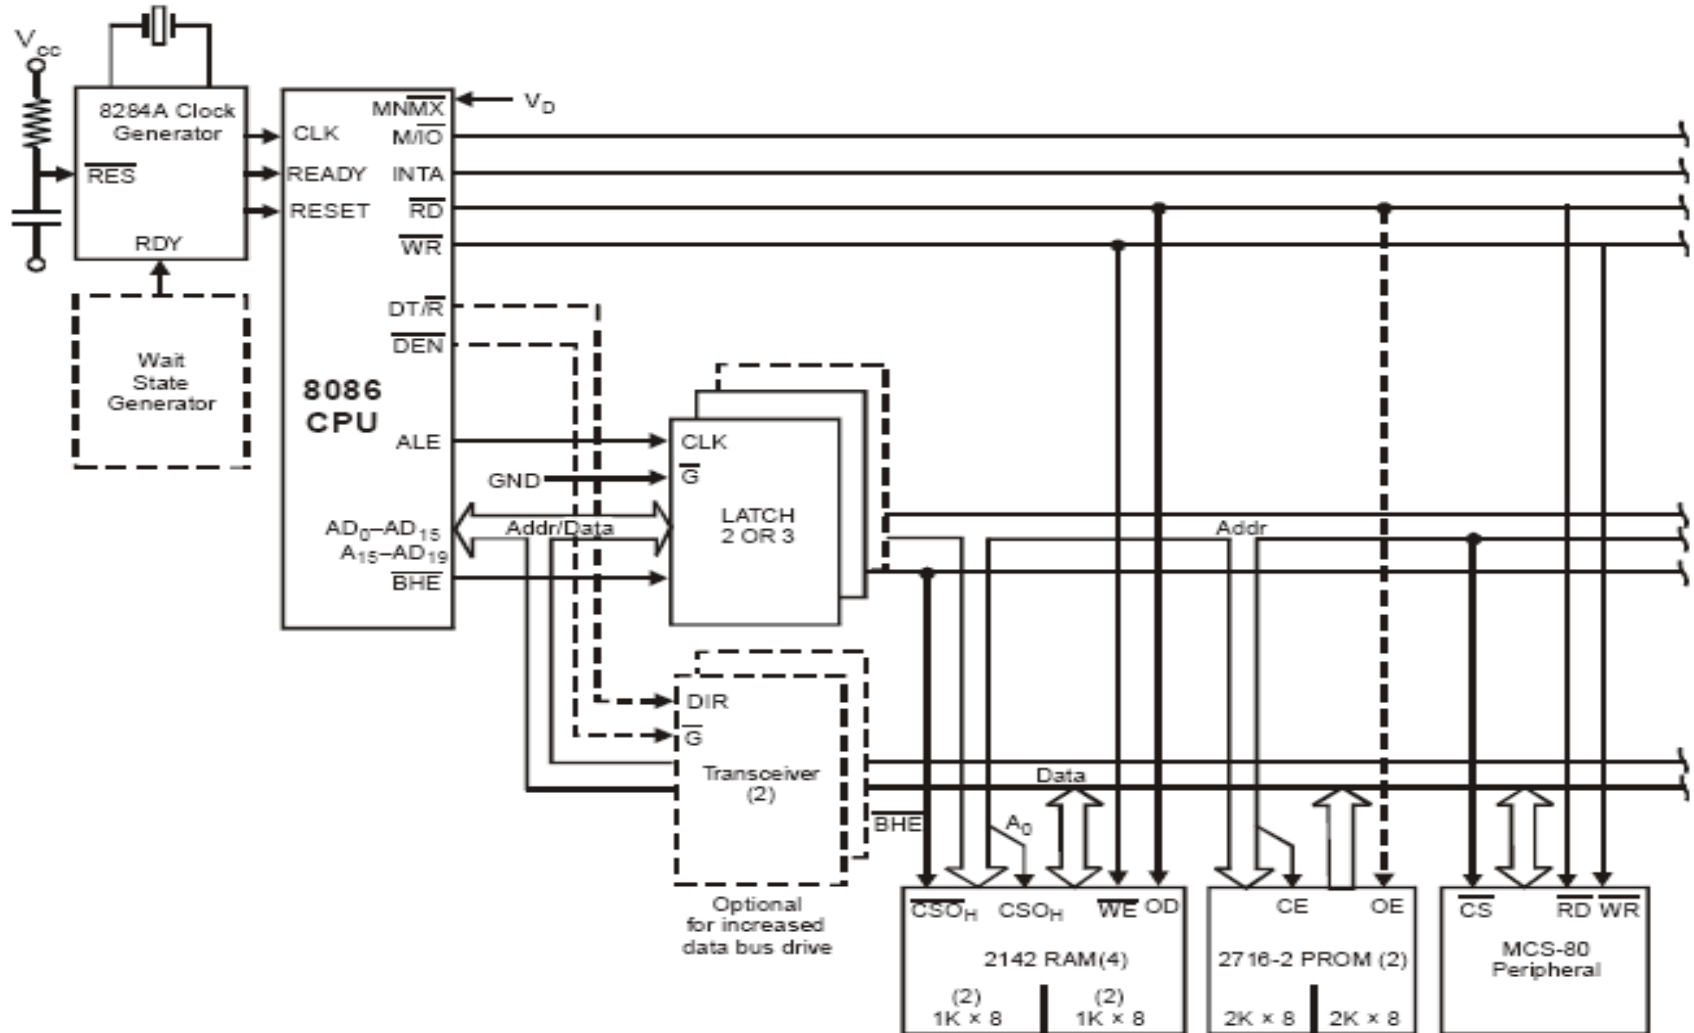 V_CC
8284A Clock
Generator
RES
RDY
Wait
State
Generator
CLK
READY
RESET
8086
CPU
MNMX
M/IO
INTA
RD
WR
DT/R
DEN
ALE
AD0–AD15
A15–AD19
BHE
VD
GND
Addr/Data
CLK
G
LATCH
2 OR 3
DIR
G
Transceiver
(2)
Optional
for increased
data bus drive
Addr
Data
BHE
A0
CSOH
CSOH
WE
OD
2142 RAM(4)
(2)
1K × 8
(2)
1K × 8
CE
OE
2716-2 PROM (2)
2K × 8
2K × 8
CS
RD
WR
MCS-80
Peripheral